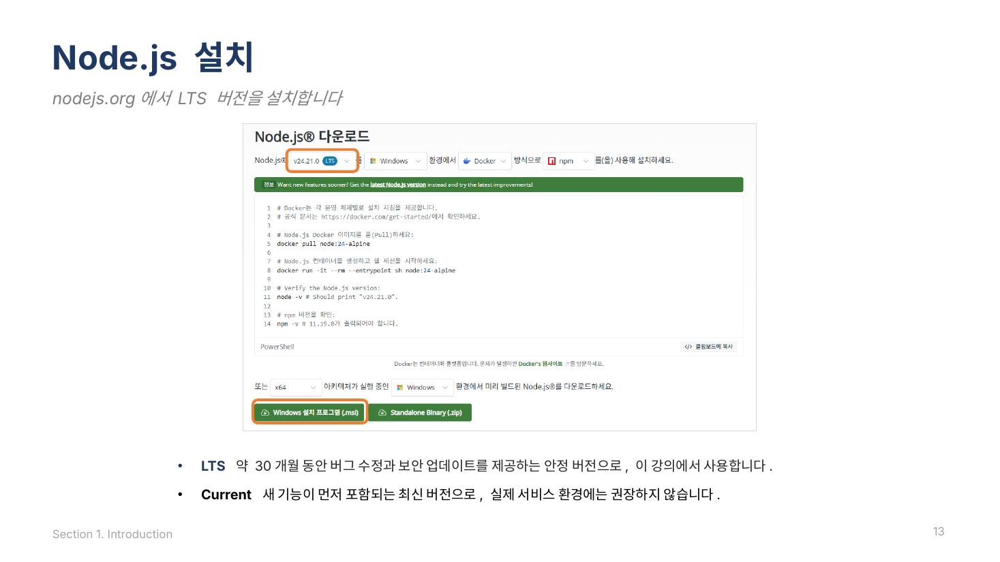 Node.js 설치
nodejs.org 에서 LTS 버전을 설치합니다
Node.js® 다운로드
Node.js® v24.21.0 LTS 를 Windows 환경에서 Docker 방식으로 npm 를(을) 사용해 설치하세요.
정보 Want new features sooner? Get the latest Node.js version instead and try the latest improvements!
1 # Docker는 각 운영 체제별로 설치 지침을 제공합니다.
2 # 공식 문서는 https://docker.com/get-started/에서 확인하세요.
3
4 # Node.js Docker 이미지를 풀(Pull)하세요:
5 docker pull node:24-alpine
6
7 # Node.js 컨테이너를 생성하고 쉘 세션을 시작하세요:
8 docker run -it --rm --entrypoint sh node:24-alpine
9
10 # Verify the Node.js version:
11 node -v # Should print "v24.21.0".
12
13 # npm 버전을 확인:
14 npm -v # 11.19.0가 출력되어야 합니다.
PowerShell
</> 클립보드에 복사
Docker는 컨테이너화 플랫폼입니다. 문제가 발생하면 Docker's 웹사이트 ↗를 방문하세요.
또는 x64 아키텍처가 실행 중인 Windows 환경에서 미리 빌드된 Node.js®를 다운로드하세요.
Windows 설치 프로그램 (.msi) Standalone Binary (.zip)
• LTS 약 30 개월 동안 버그 수정과 보안 업데이트를 제공하는 안정 버전으로 , 이 강의에서 사용합니다 .
• Current 새 기능이 먼저 포함되는 최신 버전으로 , 실제 서비스 환경에는 권장하지 않습니다 .
Section 1. Introduction
13